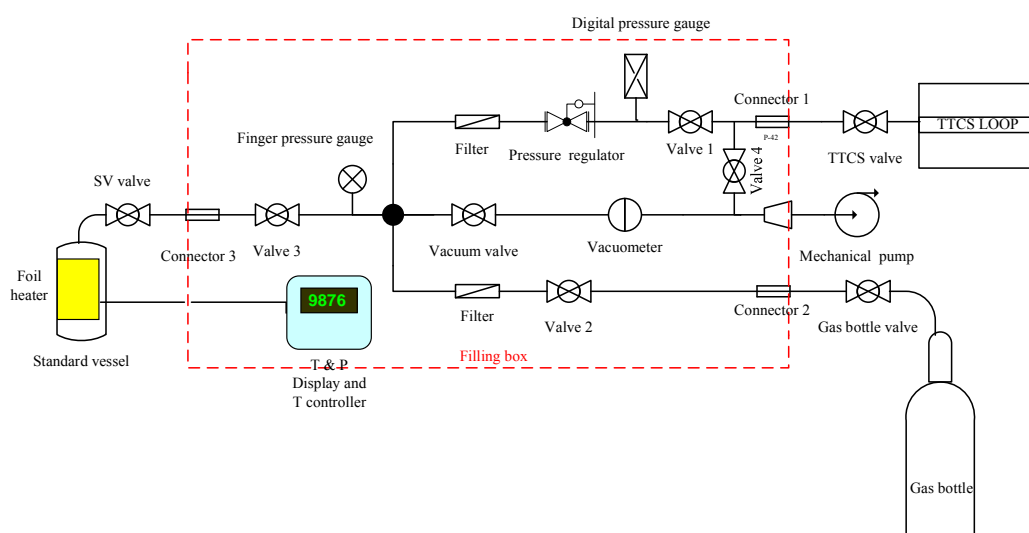 Digital pressure gauge
Connector 1
P-42
TTCS LOOP
Finger pressure gauge
Filter
Pressure regulator
Valve 1
Valve 4
TTCS valve
SV valve
Connector 3
Valve 3
Vacuum valve
Vacuometer
Mechanical pump
Foil
heater
9876
Filter
Valve 2
Connector 2
Gas bottle valve
Standard vessel
T & P
Display and
T controller
Filling box
Gas bottle